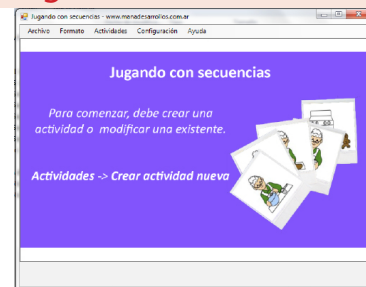 Jugando con secuencias - www.manadesarrollos.com.ar
Archivo Formato Actividades Configuración Ayuda
Jugando con secuencias
Para comenzar, debe crear una
actividad o modificar una existente.
Actividades -> Crear actividad nueva